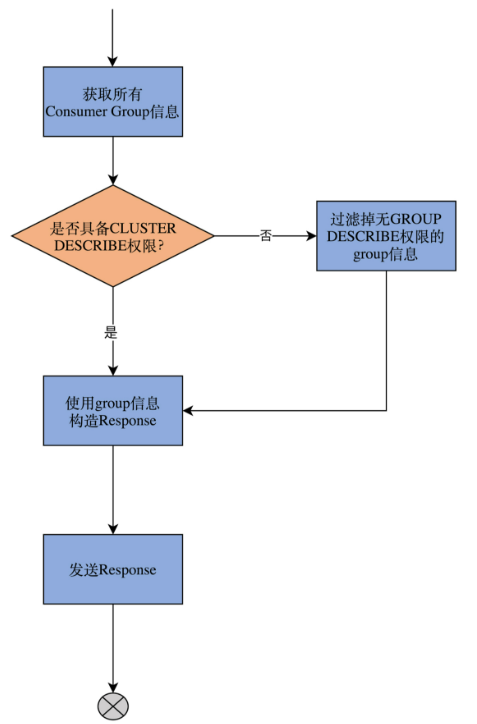 获取所有
Consumer Group信息
是否具备CLUSTER
DESCRIBE权限?
否
过滤掉无GROUP
DESCRIBE权限的
group信息
是
使用group信息
构造Response
发送Response